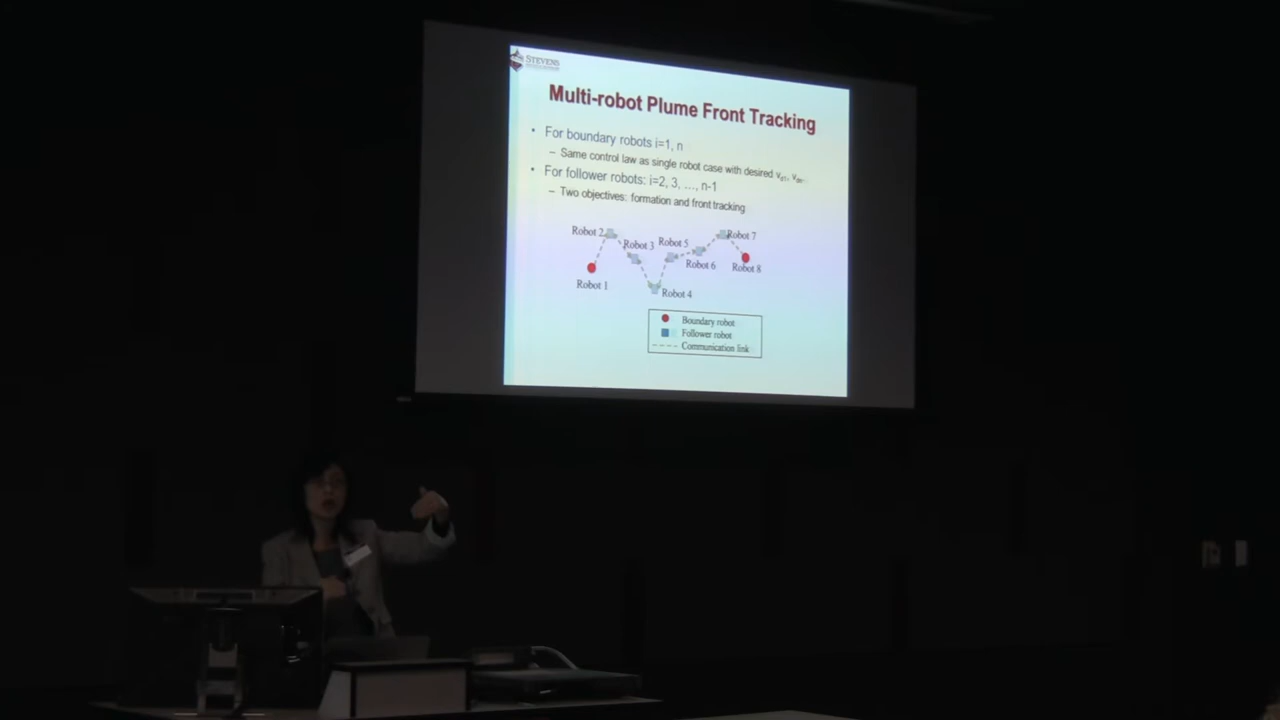 STEVENS
Multi-robot Plume Front Tracking
• For boundary robots i=1, n
– Same control law as single robot case with desired
• For follower robots: i=2, 3, …, n-1
– Two objectives: formation and front tracking
Robot 2
Robot 7
Robot 3
Robot 5
Robot 6
Robot 8
Robot 1
Robot 4
Boundary robot
Follower robot
Communication link